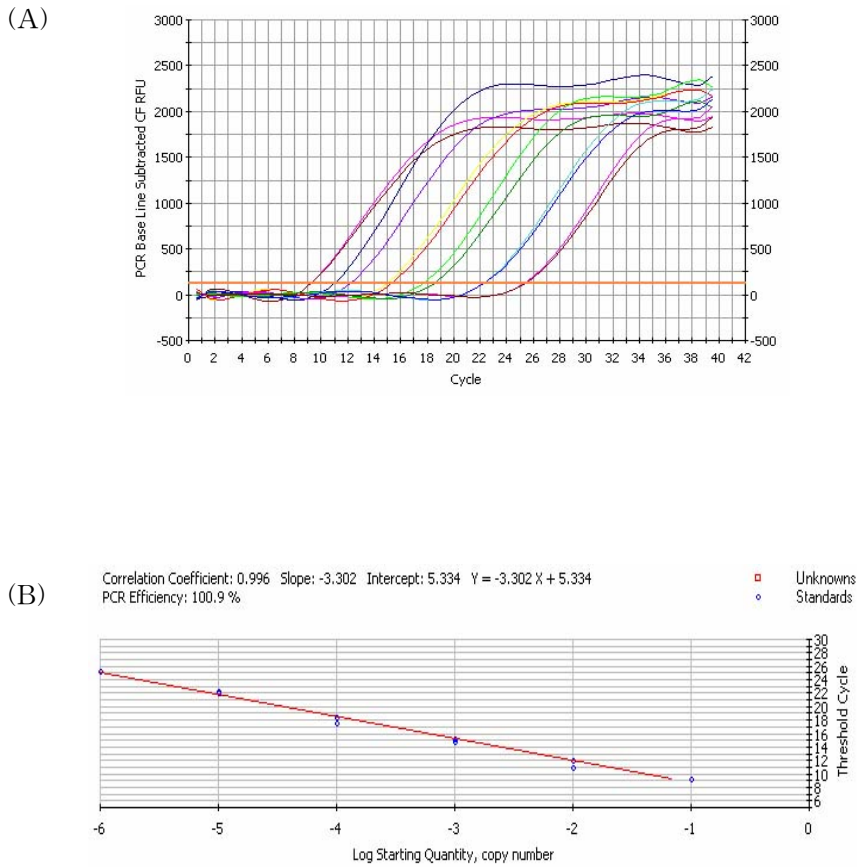 (A)
3000 3000
2500 2500
2000 2000
1500 1500
1000 1000
500 500
0 0
-500 -500
PCR Base Line Subtracted CF RFU
0 2 4 6 8 10 12 14 16 18 20 22 24 26 28 30 32 34 36 38 40 42
Cycle
(B)
Correlation Coefficient: 0.996 Slope: -3.302 Intercept: 5.334 Y = -3.302 X + 5.334
PCR Efficiency: 100.9 %
Unknowns
Standards
30
28
26
24
22
20
18
16
14
12
10
8
6
Threshold Cycle
-6 -5 -4 -3 -2 -1 0
Log Starting Quantity, copy number